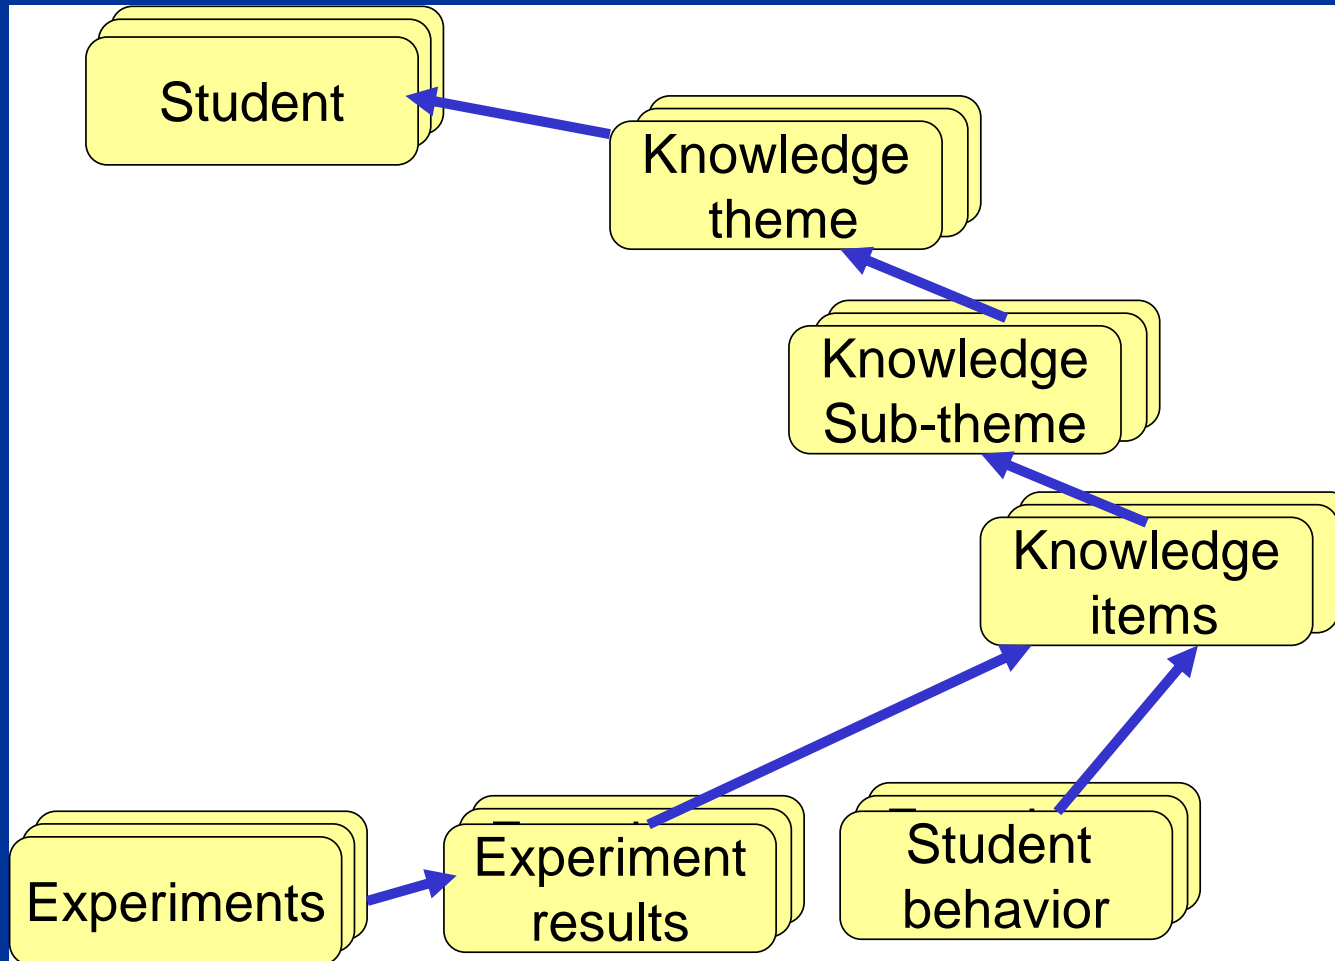 Student
Knowledge
theme
Knowledge
Sub-theme
Knowledge
items
Experiments
Experiment
results
Student
behavior